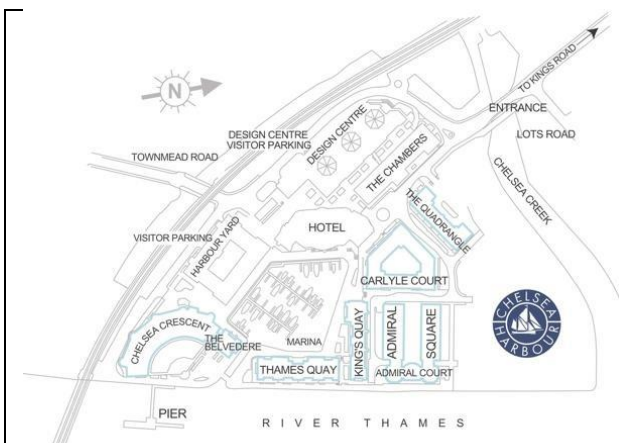 TO KINGS ROAD
N
ENTRANCE
LOTS ROAD
DESIGN CENTRE
VISITOR PARKING
DESIGN CENTRE
THE CHAMBERS
TOWNMEAD ROAD
CHELSEA CREEK
THE QUADRANGLE
HOTEL
VISITOR PARKING
HARBOUR YARD
CARLYLE COURT
CHELSEA
HARBOUR
CHELSEA CRESCENT
THE
BELVEDERE
MARINA
KING'S QUAY
ADMIRAL
SQUARE
THAMES QUAY
ADMIRAL COURT
PIER
RIVER THAMES